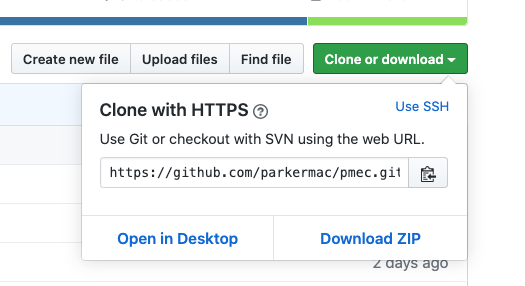 Create new file Upload files Find file Clone or download
Clone with HTTPS ? Use SSH
Use Git or checkout with SVN using the web URL.
https://github.com/parkermac/pmec.git
Open in Desktop Download ZIP
2 days ago